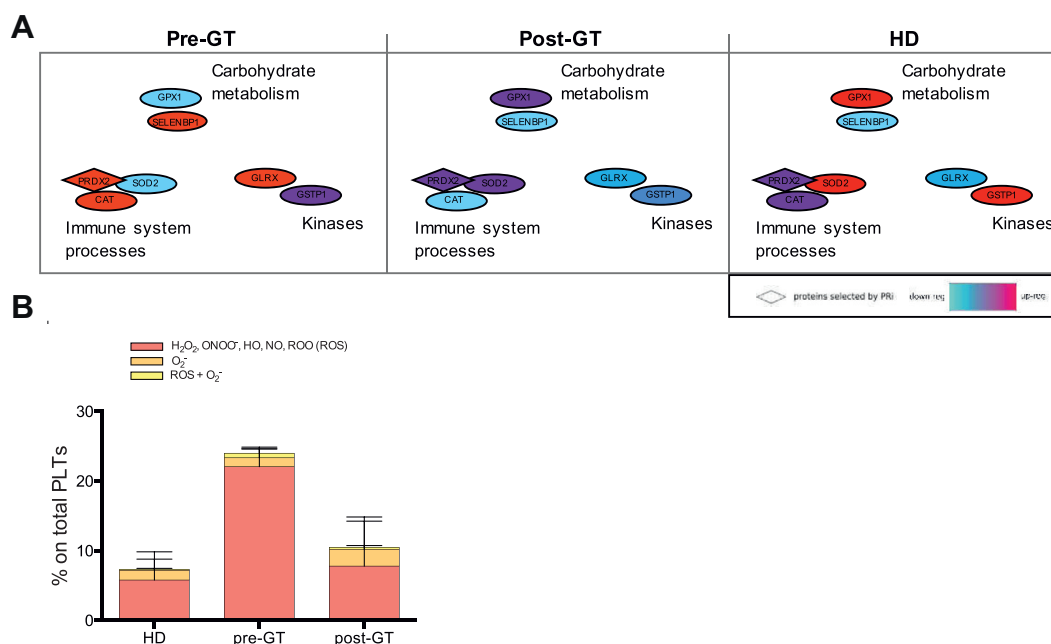 A
Pre-GT Post-GT HD
Carbohydrate metabolism
GPX1
SELENBP1
PRDX2
SOD2
CAT
GLRX
GSTP1
Immune system processes
Kinases
Carbohydrate metabolism
GPX1
SELENBP1
PRDX2
SOD2
CAT
GLRX
GSTP1
Immune system processes
Kinases
Carbohydrate metabolism
GPX1
SELENBP1
PRDX2
SOD2
CAT
GLRX
GSTP1
Immune system processes
Kinases
proteins selected by PRi down reg up-reg
B
H₂O₂, ONOO⁻, HO, NO, ROO (ROS)
O₂⁻
ROS + O₂⁻
% on total PLTs
30
20
10
0
HD pre-GT post-GT